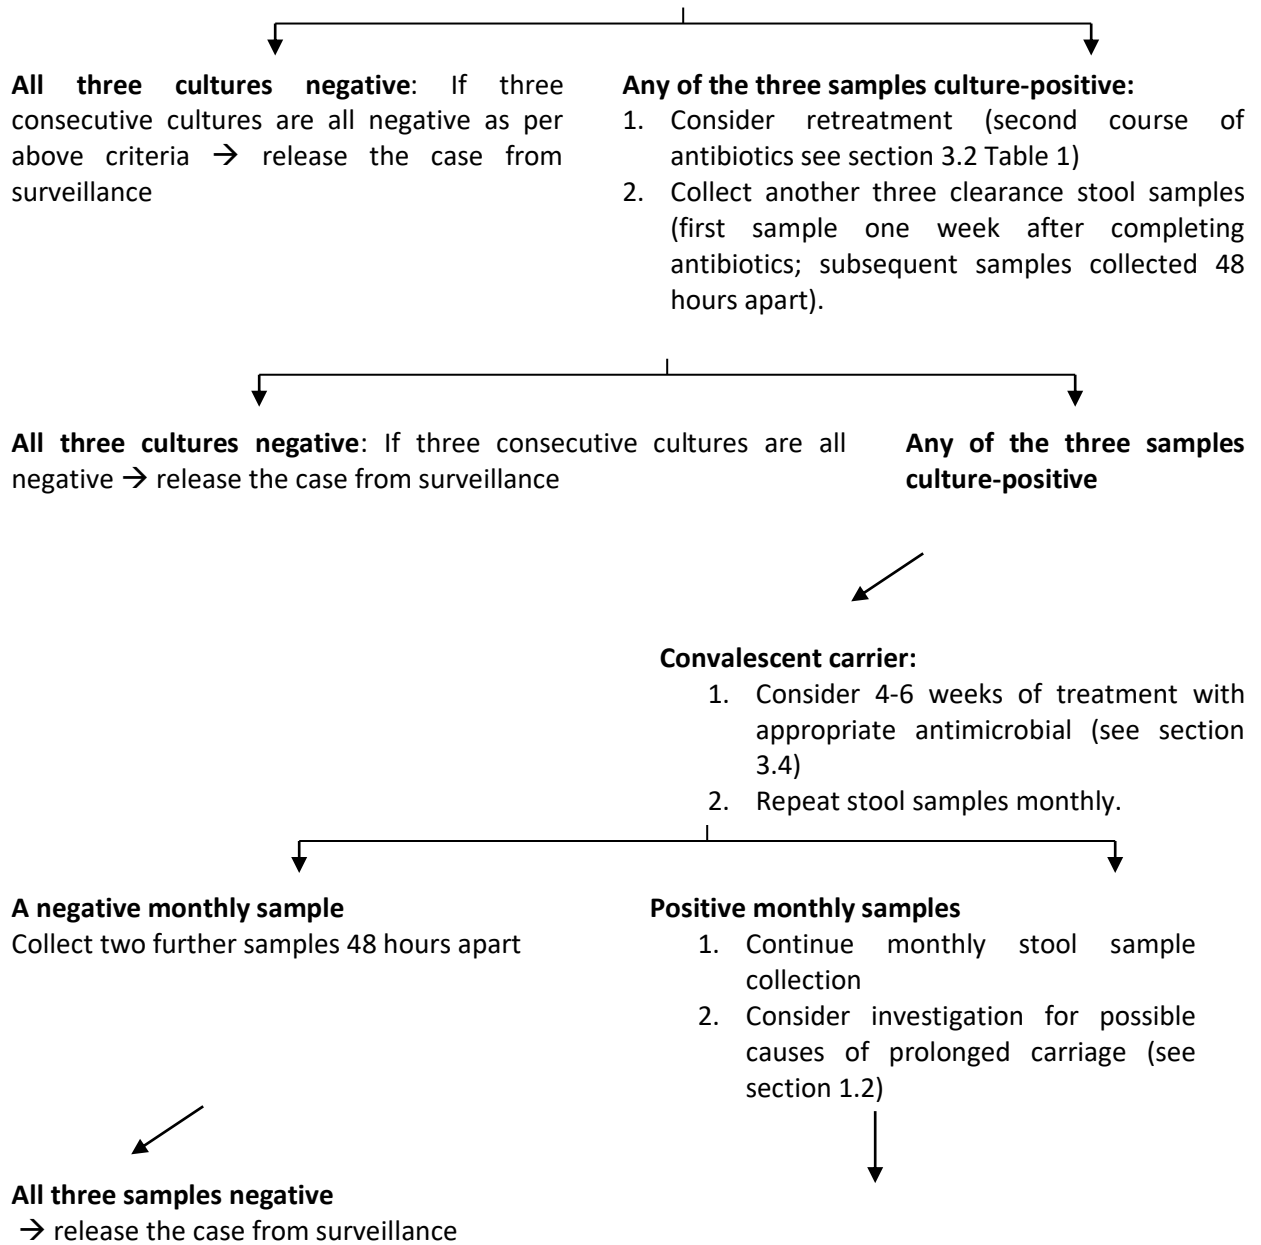 All three cultures negative: If three
consecutive cultures are all negative as per
above criteria → release the case from
surveillance
Any of the three samples culture-positive:
1. Consider retreatment (second course of
antibiotics see section 3.2 Table 1)
2. Collect another three clearance stool samples
(first sample one week after completing
antibiotics; subsequent samples collected 48
hours apart).
All three cultures negative: If three consecutive cultures are all
negative → release the case from surveillance
Any of the three samples
culture-positive
Convalescent carrier:
1. Consider 4-6 weeks of treatment with
appropriate antimicrobial (see section
3.4)
2. Repeat stool samples monthly.
A negative monthly sample
Collect two further samples 48 hours apart
Positive monthly samples
1. Continue monthly stool sample
collection
2. Consider investigation for possible
causes of prolonged carriage (see
section 1.2)
All three samples negative
→ release the case from surveillance